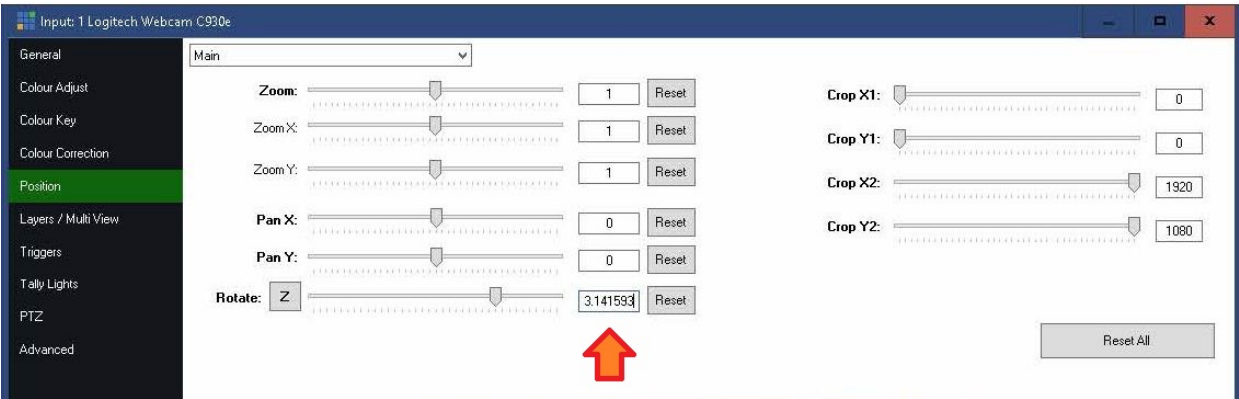 Input: 1 Logitech Webcam C930e
x
General
Colour Adjust
Colour Key
Colour Correction
Position
Layers / Multi View
Triggers
Tally Lights
PTZ
Advanced
Main
Zoom: 1 Reset
Zoom X: 1 Reset
Zoom Y: 1 Reset
Pan X: 0 Reset
Pan Y: 0 Reset
Rotate: Z 3.141593 Reset
Crop X1: 0
Crop Y1: 0
Crop X2: 1920
Crop Y2: 1080
Reset All